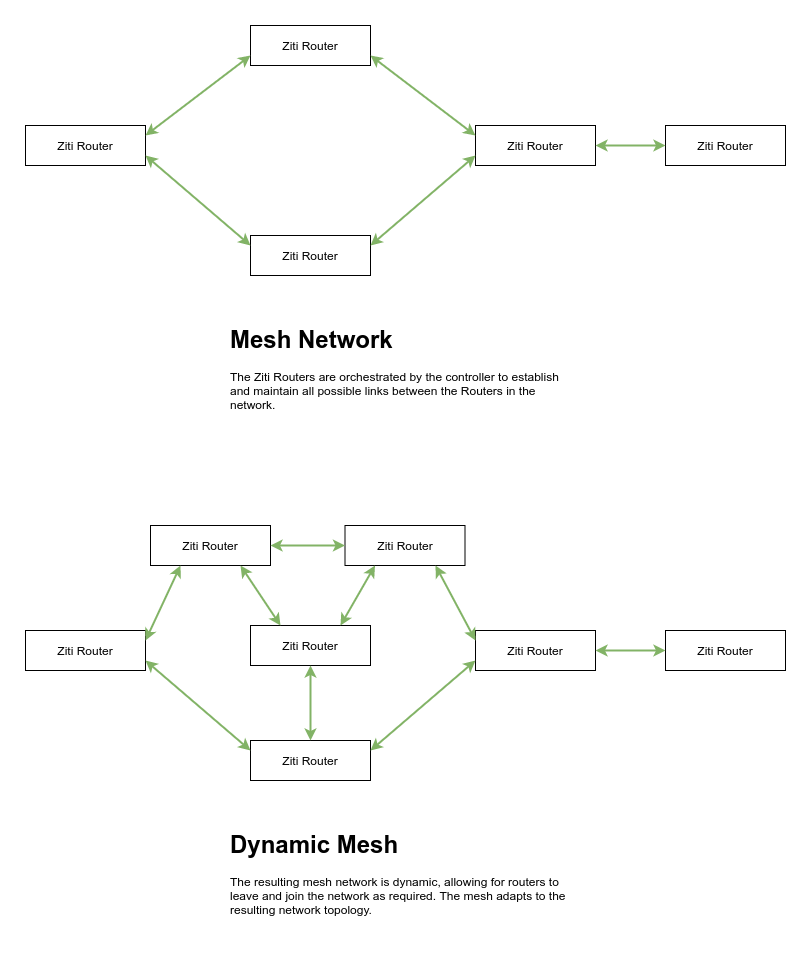 Ziti Router
Ziti Router
Ziti Router
Ziti Router
Ziti Router
Mesh Network
The Ziti Routers are orchestrated by the controller to establish
and maintain all possible links between the Routers in the
network.
Ziti Router
Ziti Router
Ziti Router
Ziti Router
Ziti Router
Ziti Router
Ziti Router
Dynamic Mesh
The resulting mesh network is dynamic, allowing for routers to
leave and join the network as required. The mesh adapts to the
resulting network topology.